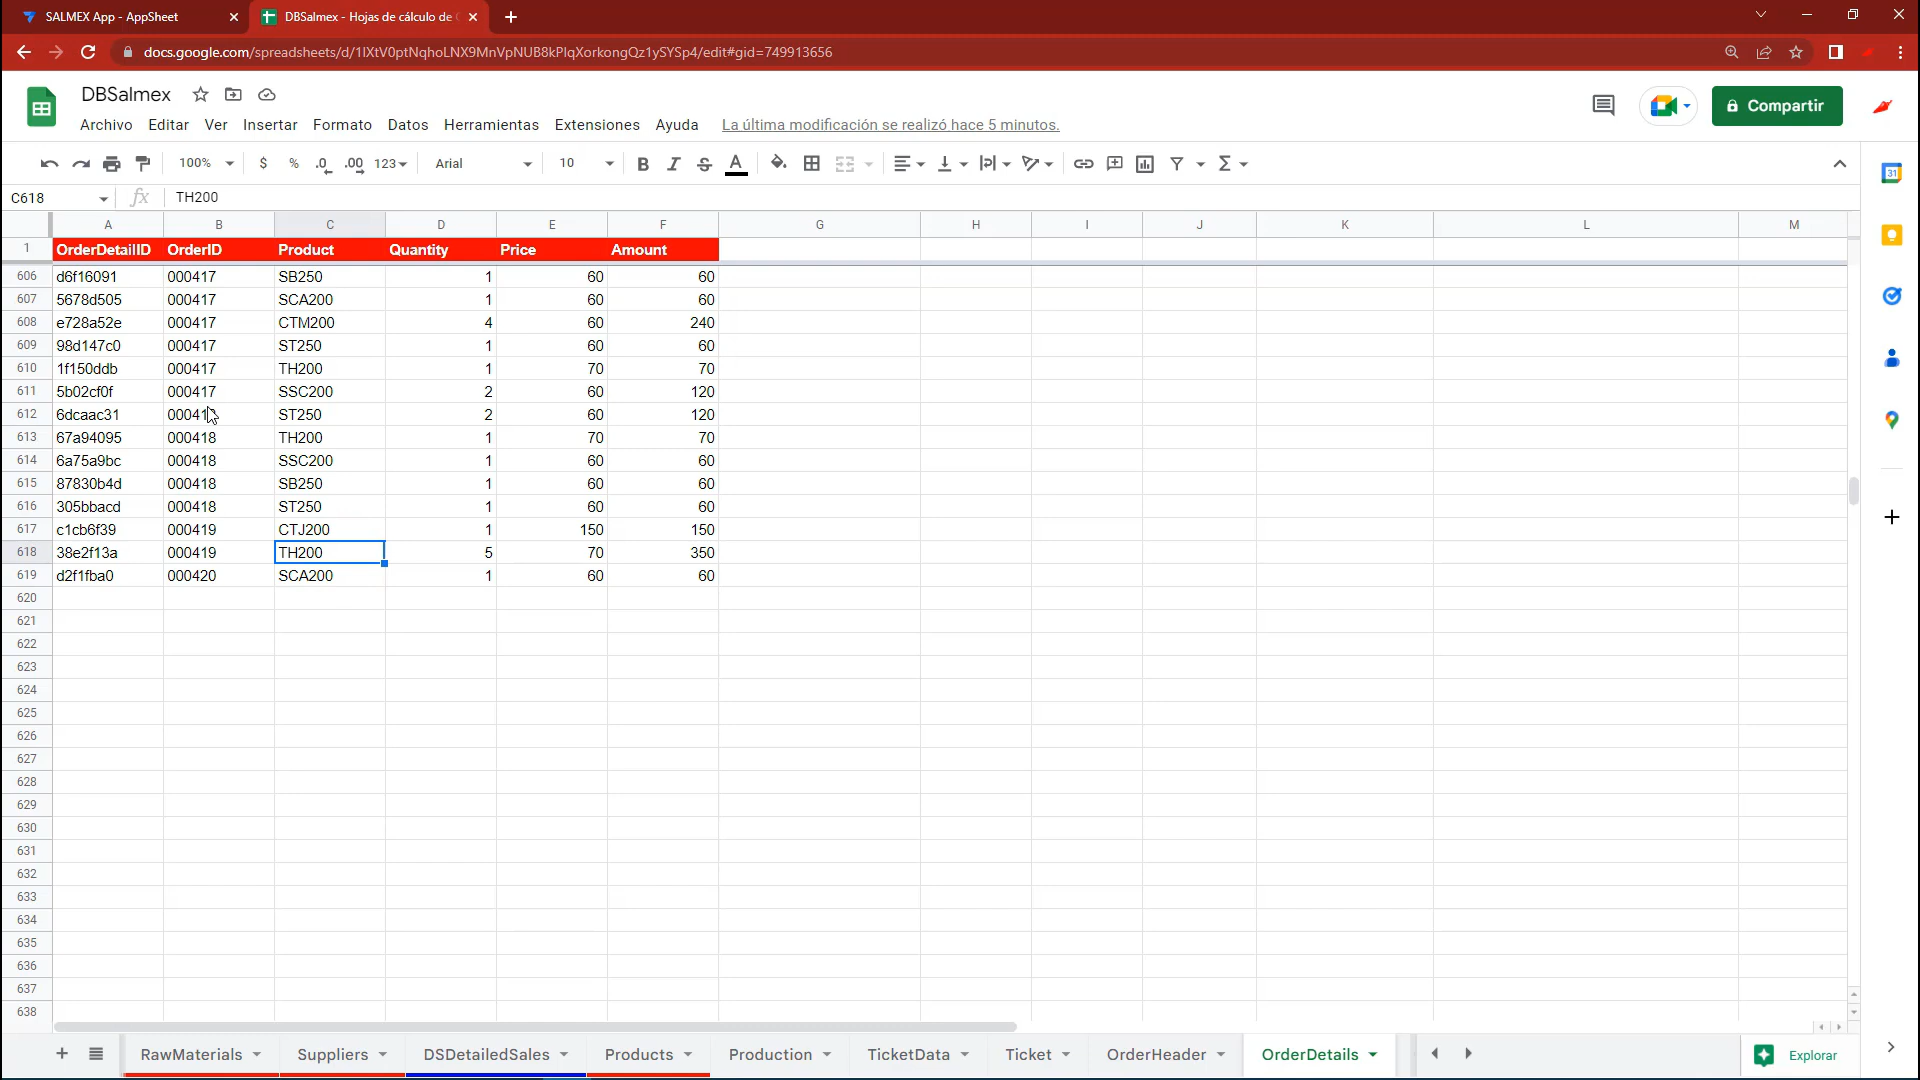 SALMEX App - AppSheet
DBSalmex - Hojas de cálculo de
docs.google.com/spreadsheets/d/1IXtV0ptNqhoLNX9MnVpNUB8kPlqXorkongQz1ySYSp4/edit#gid=749913656
DBSalmex
Archivo Editar Ver Insertar Formato Datos Herramientas Extensiones Ayuda La última modificación se realizó hace 5 minutos.
Compartir
100% $ % .0 .00 123 Arial 10 B I S A
31
C618 fx TH200
A B C D E F G H I J K L M
1 OrderDetailID OrderID Product Quantity Price Amount
606 d6f16091 000417 SB250 1 60 60
607 5678d505 000417 SCA200 1 60 60
608 e728a52e 000417 CTM200 4 60 240
609 98d147c0 000417 ST250 1 60 60
610 1f150ddb 000417 TH200 1 70 70
611 5b02cf0f 000417 SSC200 2 60 120
612 6dcaac31 ST250 2 60 120
613 67a94095 000418 TH200 1 70 70
614 6a75a9bc 000418 SSC200 1 60 60
615 87830b4d 000418 SB250 1 60 60
616 305bbacd 000418 ST250 1 60 60
617 c1cb6f39 000419 CTJ200 1 150 150
618 38e2f13a 000419 TH200 5 70 350
619 d2f1fba0 000420 SCA200 1 60 60
620
621
622
623
624
625
626
627
628
629
630
631
632
633
634
635
636
637
638
RawMaterials Suppliers DSDetailedSales Products Production TicketData Ticket OrderHeader OrderDetails Explorar